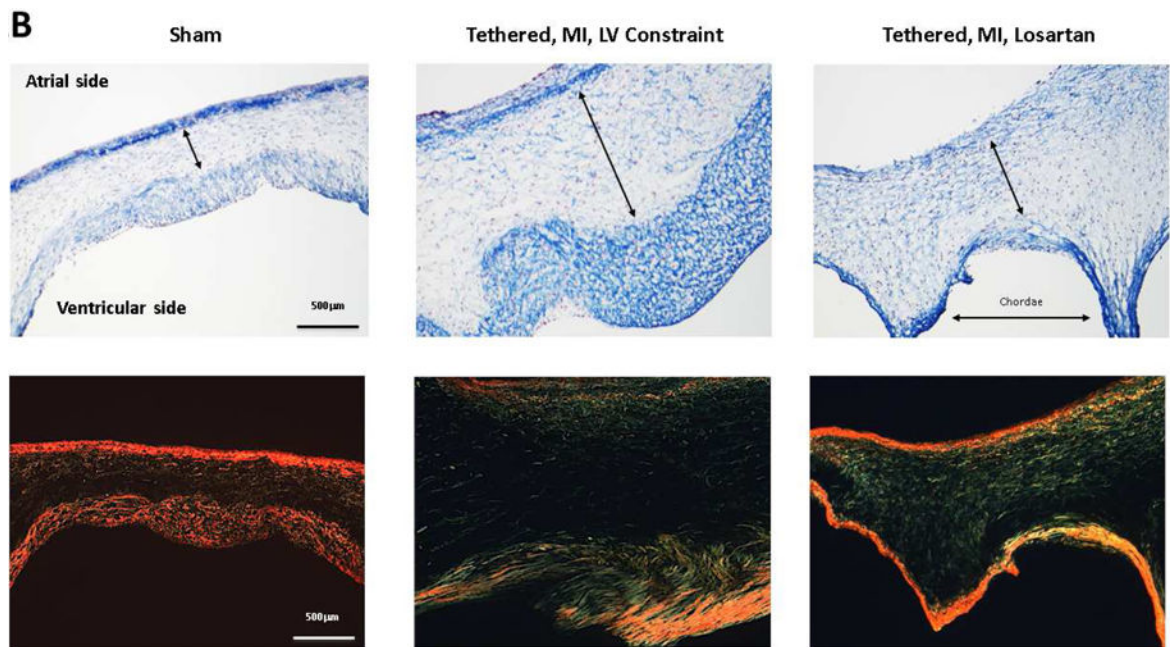 B
Sham
Tethered, MI, LV Constraint
Tethered, MI, Losartan
Atrial side
Ventricular side
500µm
Chordae
500µm